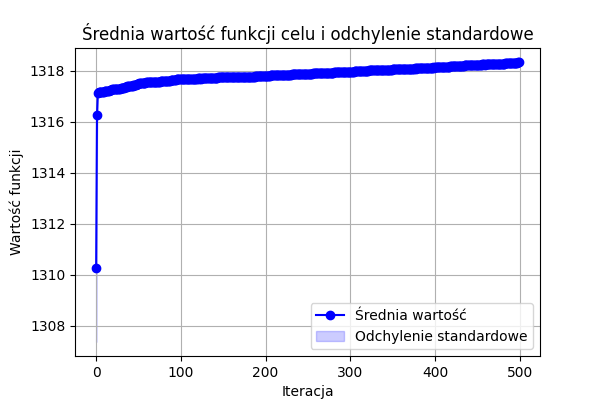 Średnia wartość funkcji celu i odchylenie standardowe
Wartość funkcji
1318
1316
1314
1312
1310
1308
Średnia wartość
Odchylenie standardowe
0
100
200
300
400
500
Iteracja